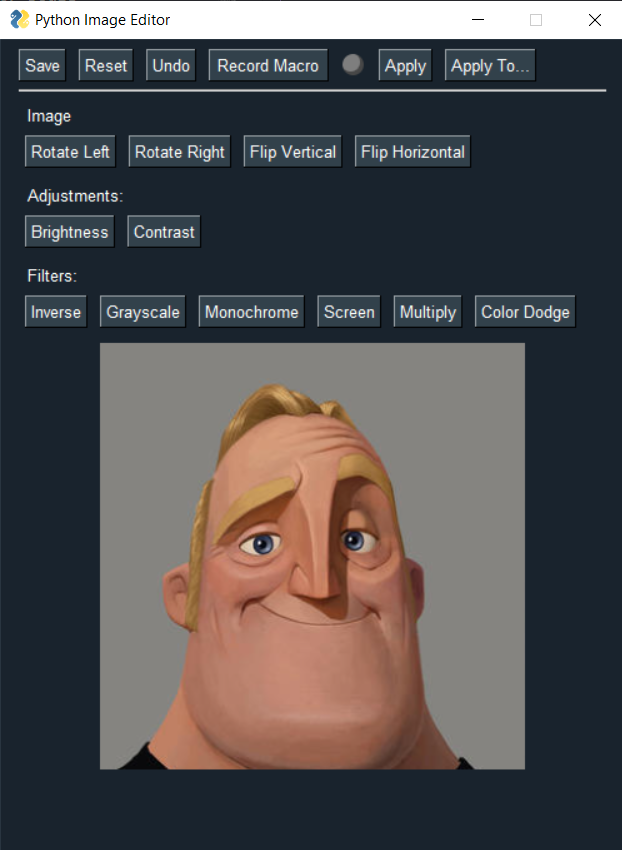 Python Image Editor
Save Reset Undo Record Macro Apply Apply To...
Image
Rotate Left Rotate Right Flip Vertical Flip Horizontal
Adjustments:
Brightness Contrast
Filters:
Inverse Grayscale Monochrome Screen Multiply Color Dodge